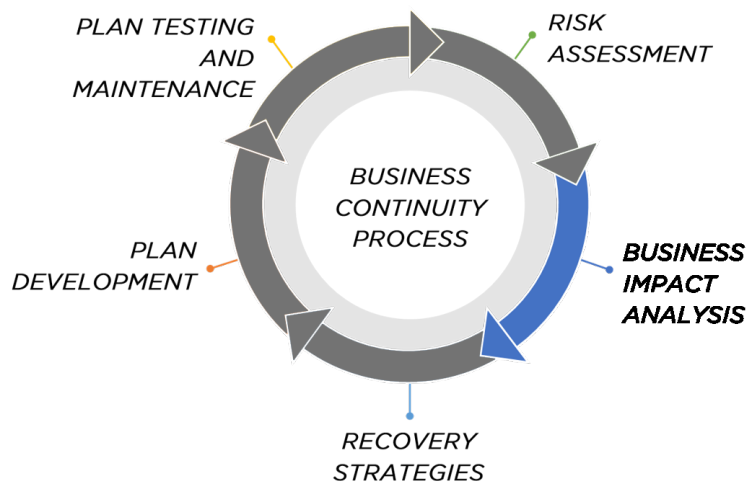 PLAN TESTING
AND
MAINTENANCE
RISK
ASSESSMENT
BUSINESS
CONTINUITY
PROCESS
PLAN
DEVELOPMENT
BUSINESS
IMPACT
ANALYSIS
RECOVERY
STRATEGIES